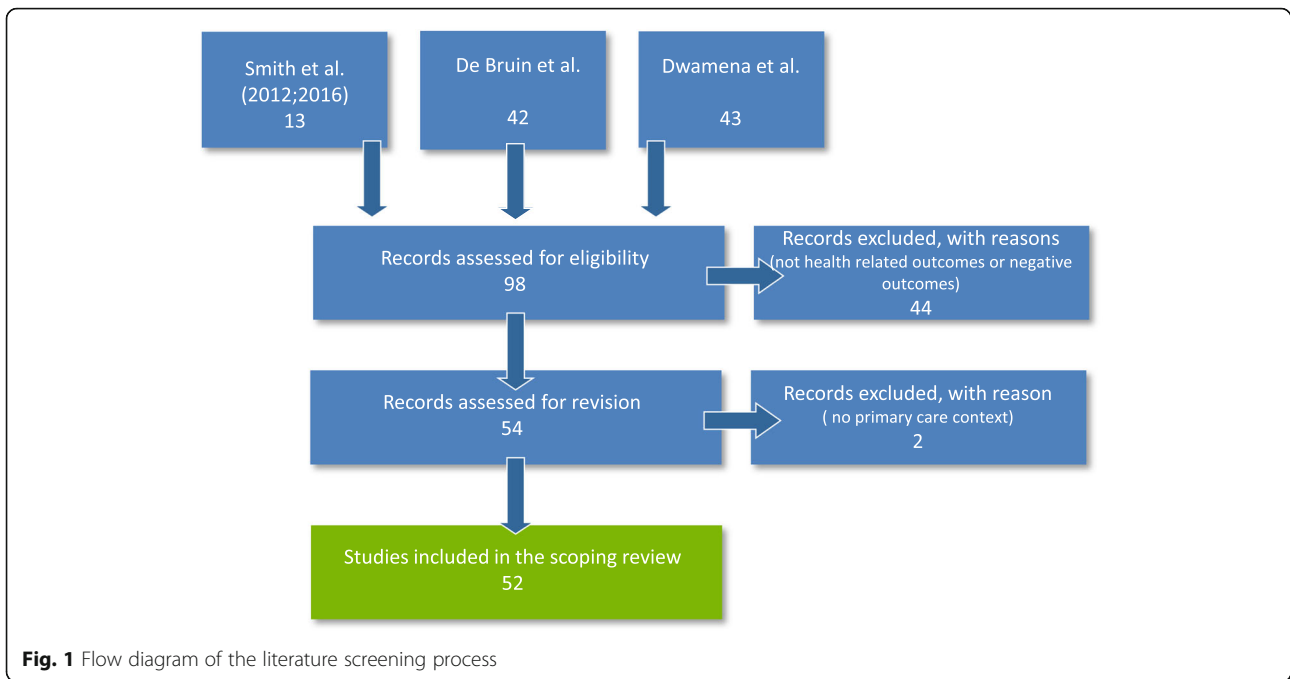 Smith et al.
(2012;2016)
13
De Bruin et al.
42
Dwamena et al.
43
Records assessed for eligibility
98
Records excluded, with reasons
(not health related outcomes or negative
outcomes)
44
Records assessed for revision
54
Records excluded, with reason
( no primary care context)
2
Studies included in the scoping review
52
Fig. 1 Flow diagram of the literature screening process